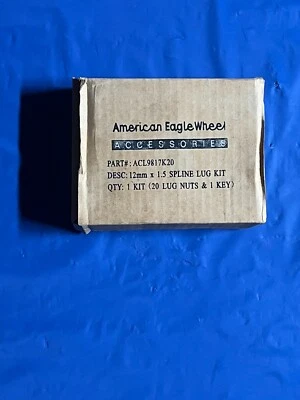 American Eagle Wheel
ACCESSORIES
PART#: ACL9817K20
DESC: 12mm x 1.5 SPLINE LUG KIT
QTY: 1 KIT (20 LUG NUTS & 1 KEY)